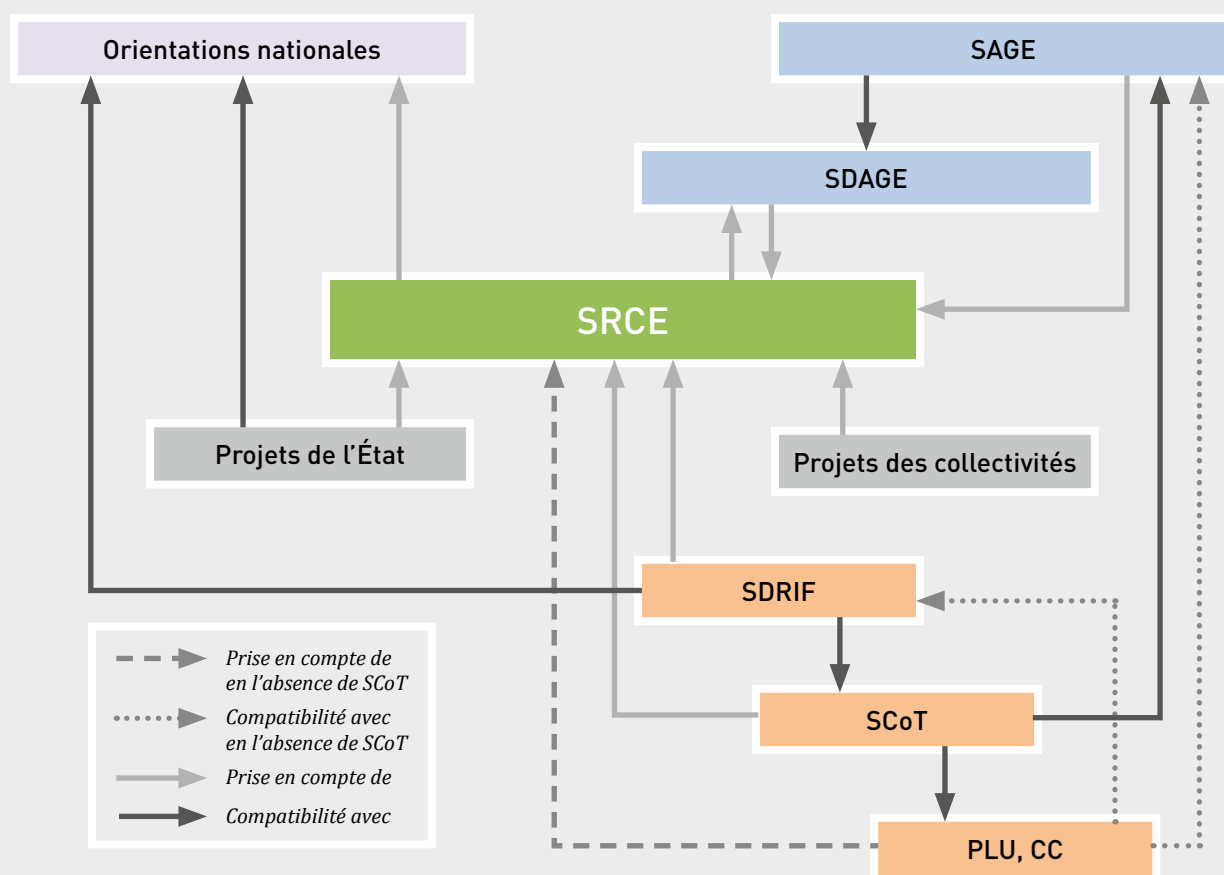 Orientations nationales
SAGE
SDAGE
SRCE
Projets de l'État
Projets des collectivités
SDRIF
SCoT
PLU, CC
Prise en compte de
en l'absence de SCoT
Compatibilité avec
en l'absence de SCoT
Prise en compte de
Compatibilité avec